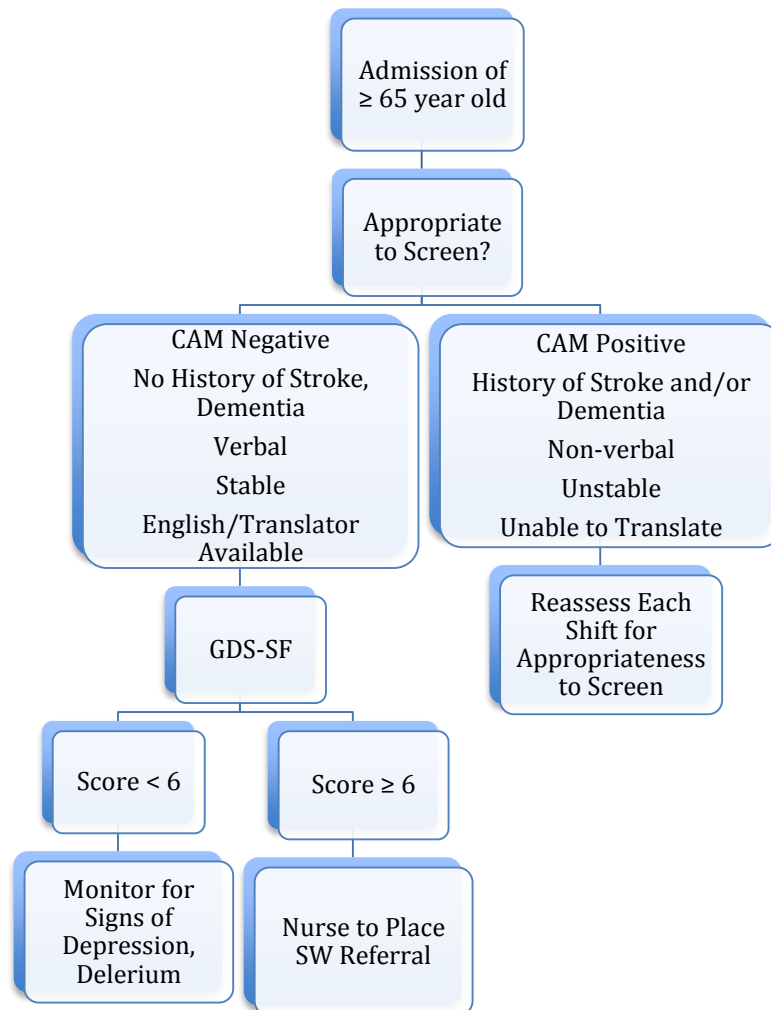 Admission of
≥ 65 year old
Appropriate
to Screen?
CAM Negative
No History of Stroke,
Dementia
Verbal
Stable
English/Translator
Available
CAM Positive
History of Stroke and/or
Dementia
Non-verbal
Unstable
Unable to Translate
GDS-SF
Reassess Each
Shift for
Appropriateness
to Screen
Score < 6
Score ≥ 6
Monitor for
Signs of
Depression,
Delerium
Nurse to Place
SW Referral